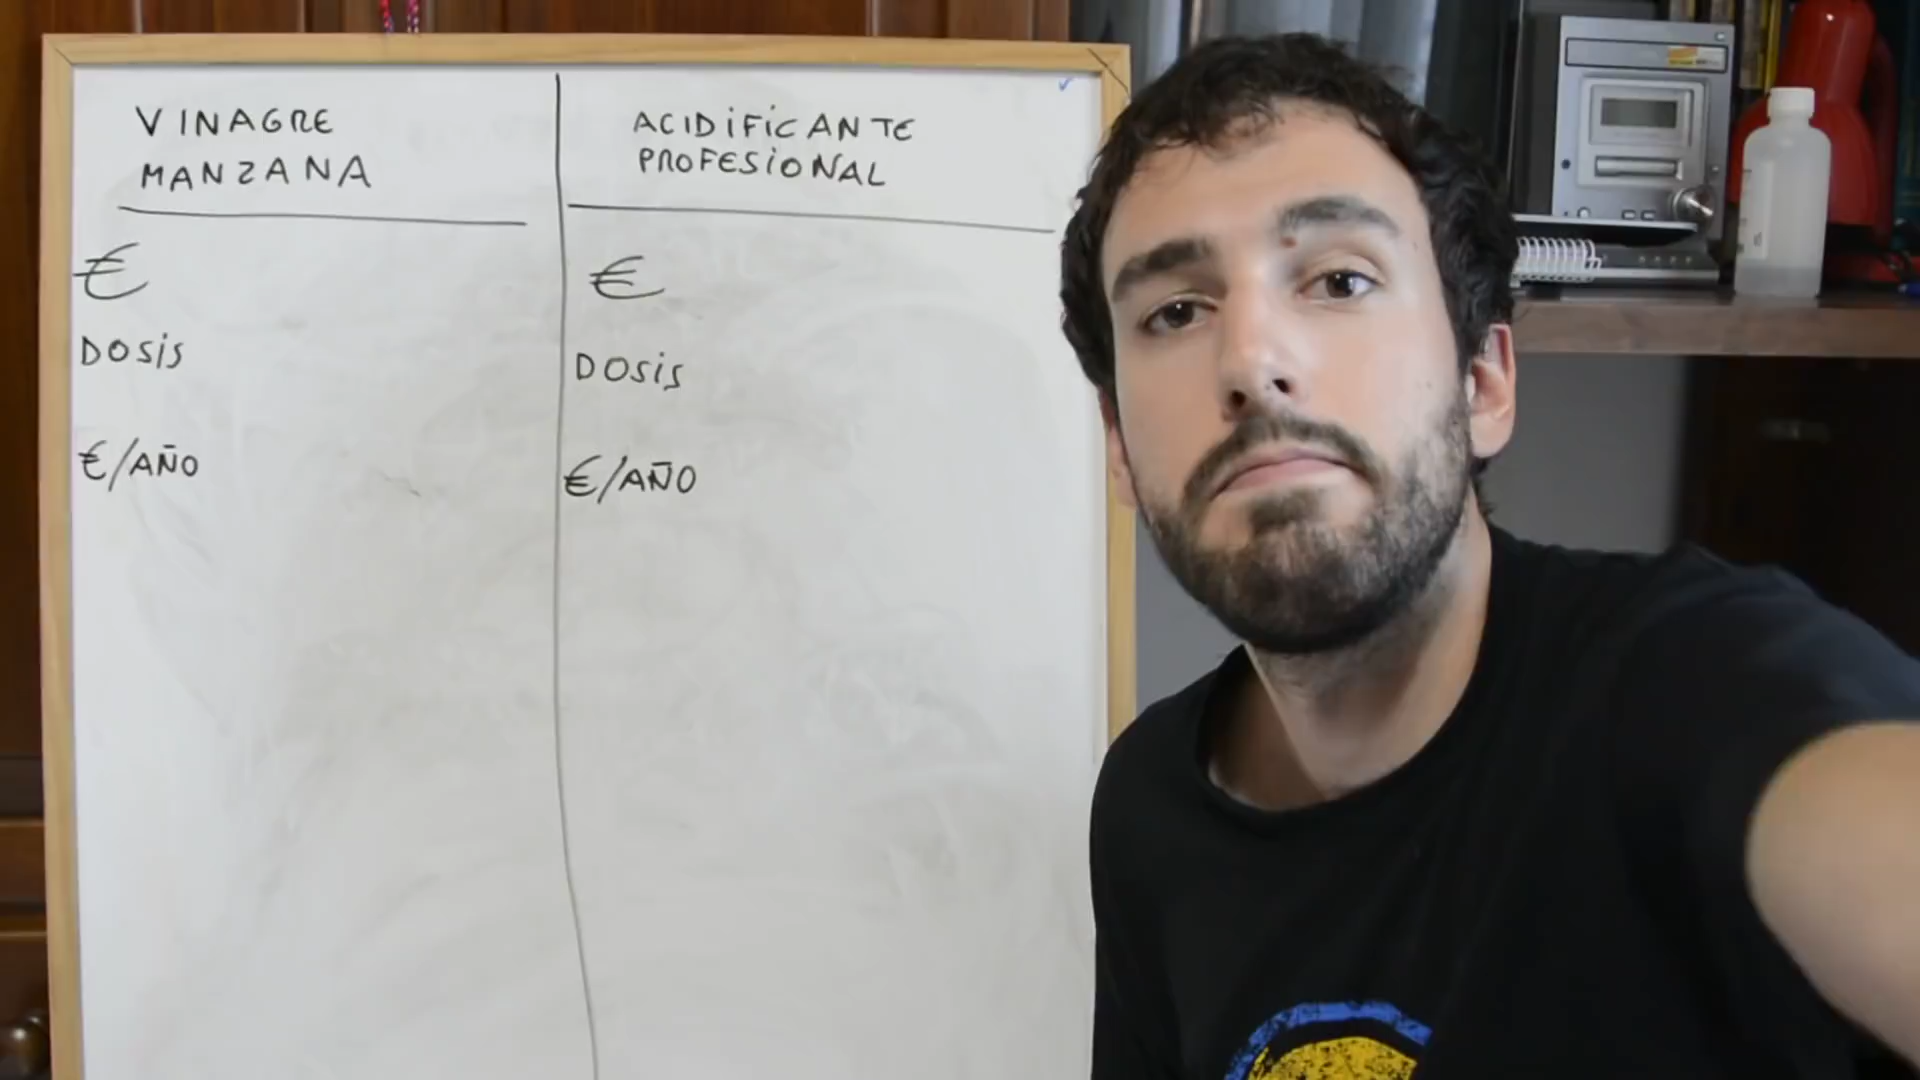 VINAGRE
MANZANA
€
DOSIS
€/AÑO
ACIDIFICANTE
PROFESIONAL
€
DOSIS
€/AÑO